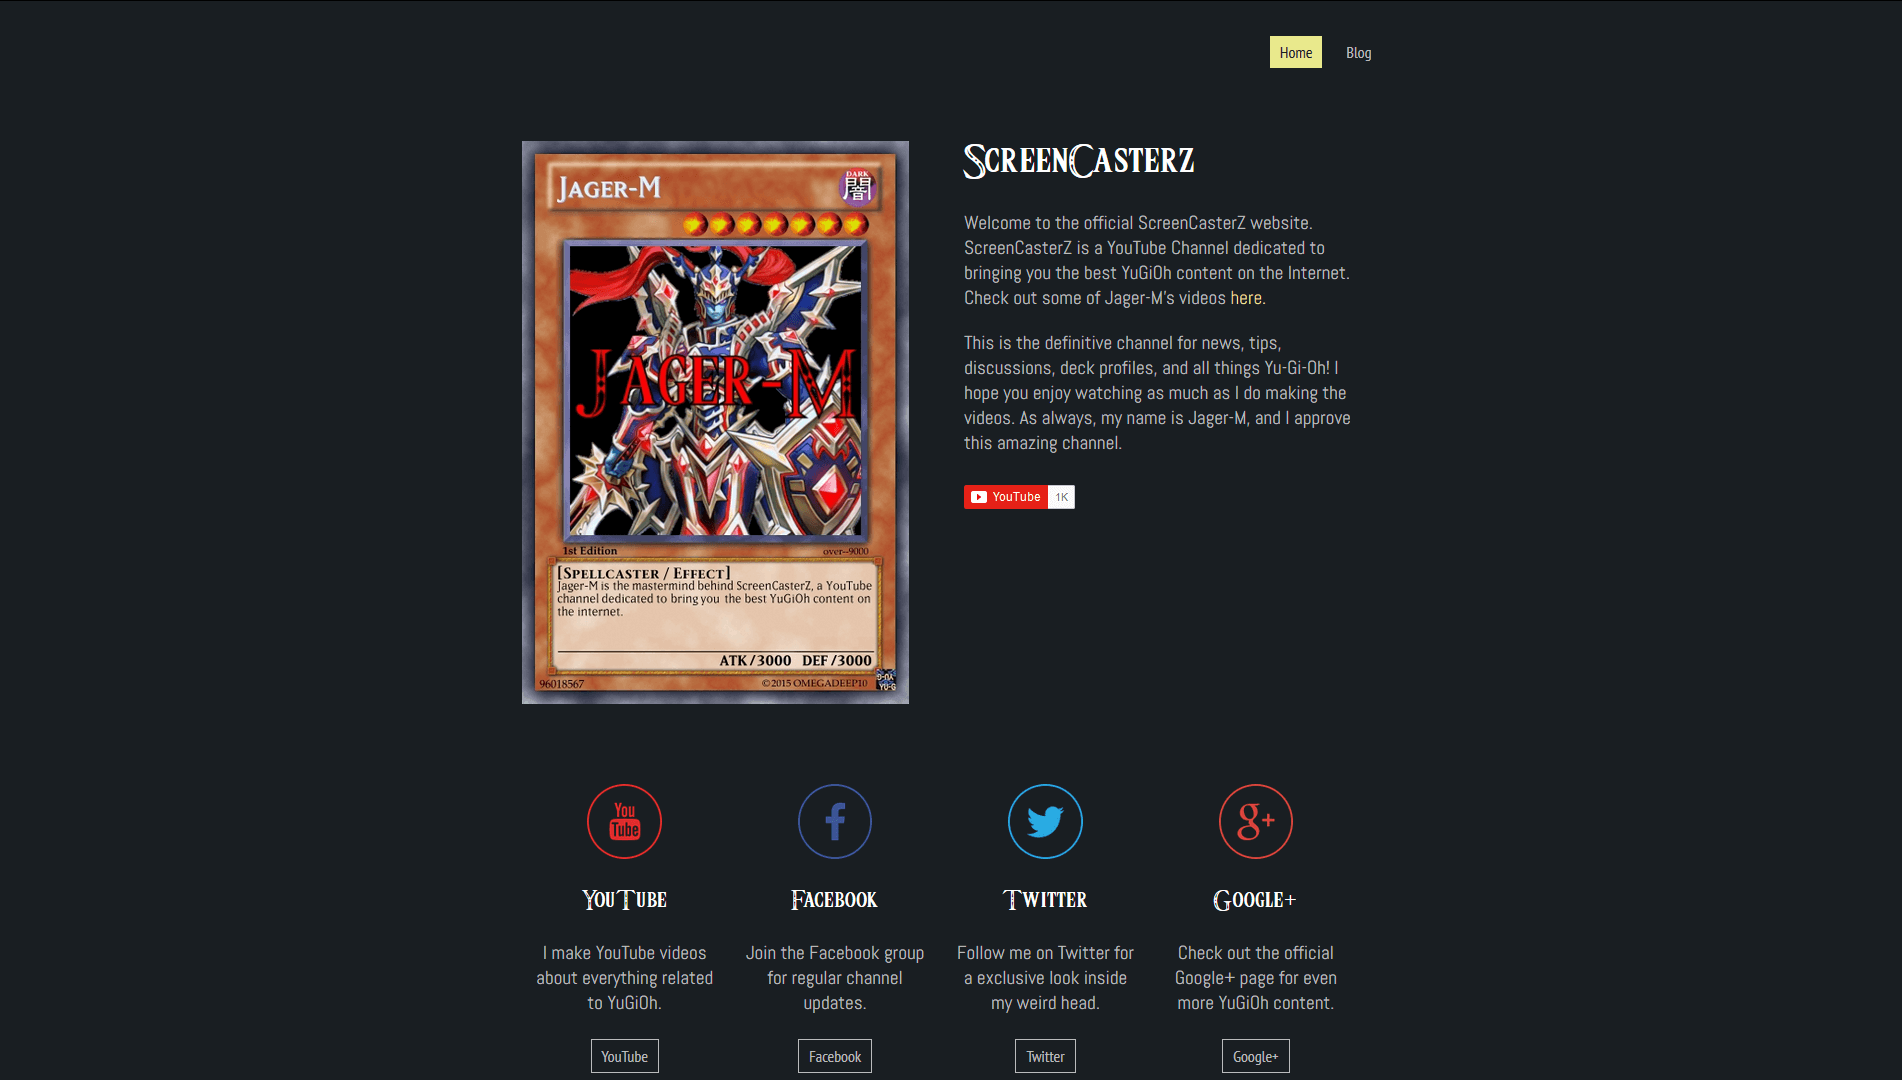 Home Blog
JAGER-M
DARK
闇
JAGER-M
1st Edition over--9000
[SPELLCASTER / EFFECT]
Jager-M is the mastermind behind ScreenCasterZ, a YouTube
channel dedicated to bring you the best YuGiOh content on
the internet.
ATK/3000 DEF/3000
96018567 ©2015 OMEGADEEP10
SCREENCASTERZ
Welcome to the official ScreenCasterZ website.
ScreenCasterZ is a YouTube Channel dedicated to
bringing you the best YuGiOh content on the Internet.
Check out some of Jager-M's videos here.
This is the definitive channel for news, tips,
discussions, deck profiles, and all things Yu-Gi-Oh! I
hope you enjoy watching as much as I do making the
videos. As always, my name is Jager-M, and I approve
this amazing channel.
YouTube 1K
You
Tube
YOUTUBE
I make YouTube videos
about everything related
to YuGiOh.
YouTube
f
FACEBOOK
Join the Facebook group
for regular channel
updates.
Facebook
TWITTER
Follow me on Twitter for
a exclusive look inside
my weird head.
Twitter
g+
GOOGLE+
Check out the official
Google+ page for even
more YuGiOh content.
Google+